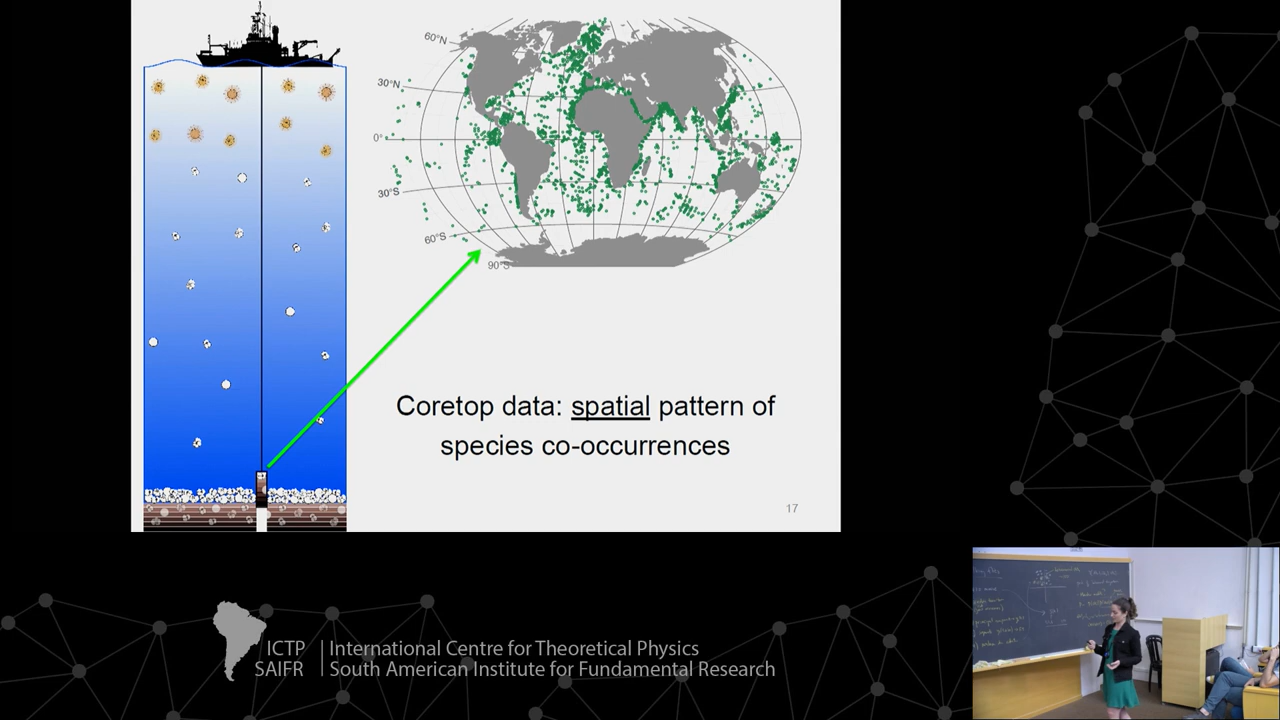 60°N
30°N
0°
30°S
60°S
90°S
Coretop data: spatial pattern of
species co-occurrences
17
ICTP
SAIFR
International Centre for Theoretical Physics
South American Institute for Fundamental Research